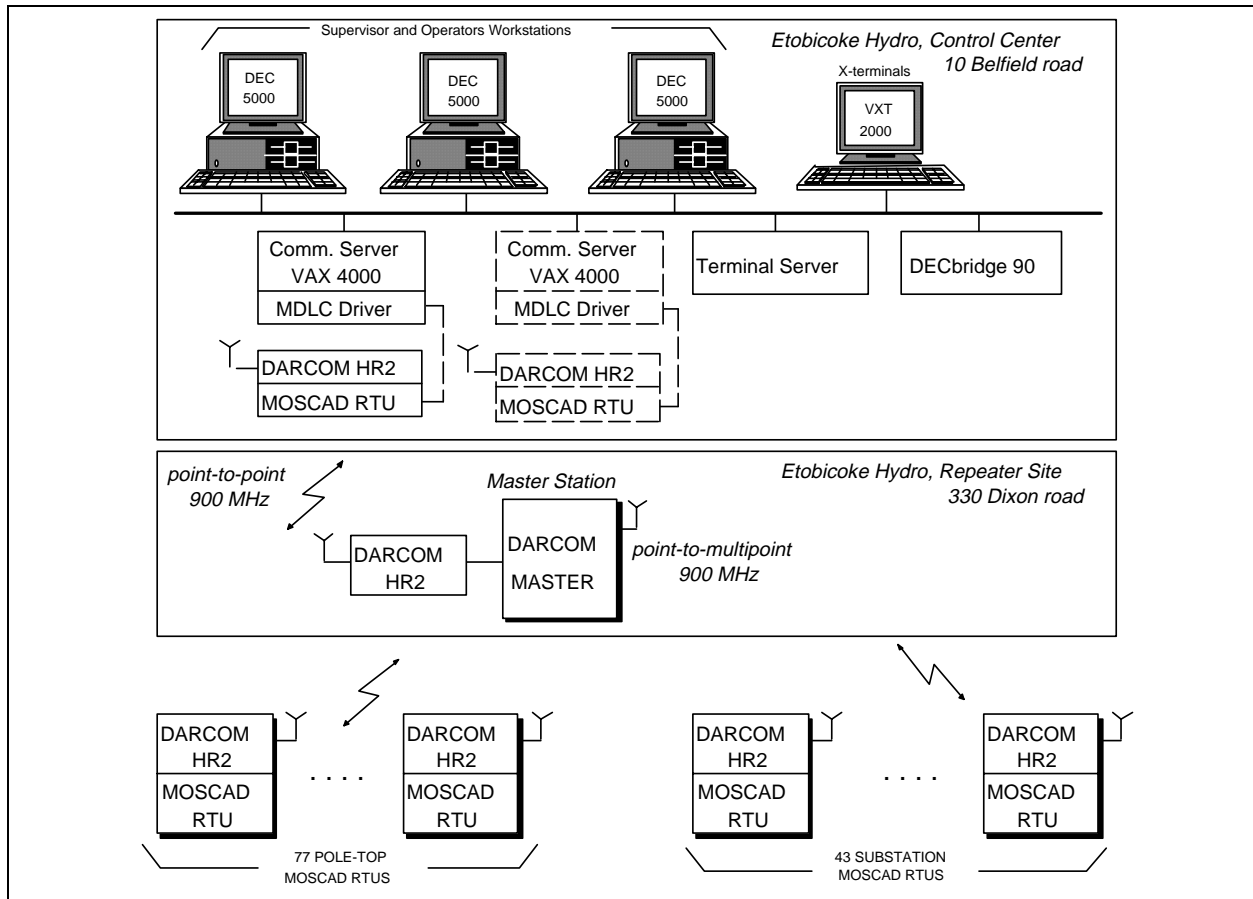 Supervisor and Operators Workstations
Etobicoke Hydro, Control Center
10 Belfield road
X-terminals
DEC
5000
DEC
5000
DEC
5000
VXT
2000
Comm. Server
VAX 4000
MDLC Driver
Comm. Server
VAX 4000
MDLC Driver
Terminal Server
DECbridge 90
DARCOM HR2
MOSCAD RTU
DARCOM HR2
MOSCAD RTU
point-to-point
900 MHz
Master Station
Etobicoke Hydro, Repeater Site
330 Dixon road
DARCOM
HR2
DARCOM
MASTER
point-to-multipoint
900 MHz
DARCOM
HR2
MOSCAD
RTU
. . . .
DARCOM
HR2
MOSCAD
RTU
DARCOM
HR2
MOSCAD
RTU
. . . .
DARCOM
HR2
MOSCAD
RTU
77 POLE-TOP
MOSCAD RTUS
43 SUBSTATION
MOSCAD RTUS